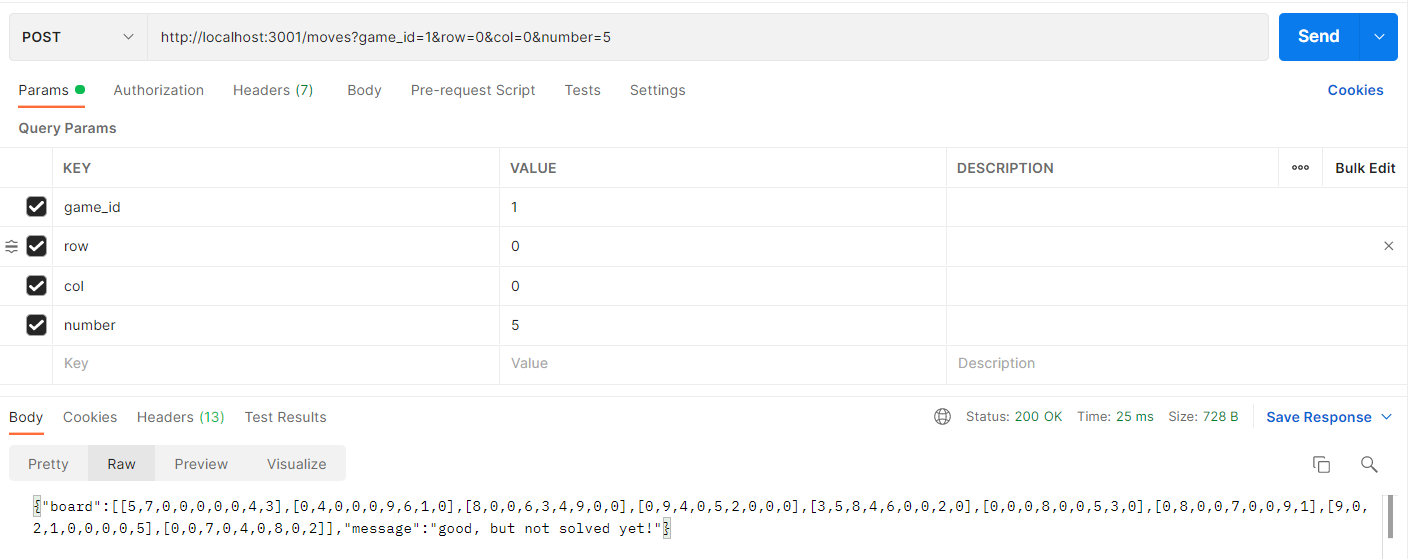 POST http://localhost:3001/moves?game_id=1&row=0&col=0&number=5 Send
Params Authorization Headers (7) Body Pre-request Script Tests Settings Cookies
Query Params
KEY VALUE DESCRIPTION ooo Bulk Edit
game_id 1
row 0
col 0
number 5
Key Value Description
Body Cookies Headers (13) Test Results Status: 200 OK Time: 25 ms Size: 728 B Save Response
Pretty Raw Preview Visualize
{"board":[[5,7,0,0,0,0,0,4,3],[0,4,0,0,0,9,6,1,0],[8,0,0,6,3,4,9,0,0],[0,9,4,0,5,2,0,0,0],[3,5,8,4,6,0,0,2,0],[0,0,0,8,0,0,5,3,0],[0,8,0,0,7,0,0,9,1],[9,0,
2,1,0,0,0,0,5],[0,0,7,0,4,0,8,0,2]],"message":"good, but not solved yet!"}